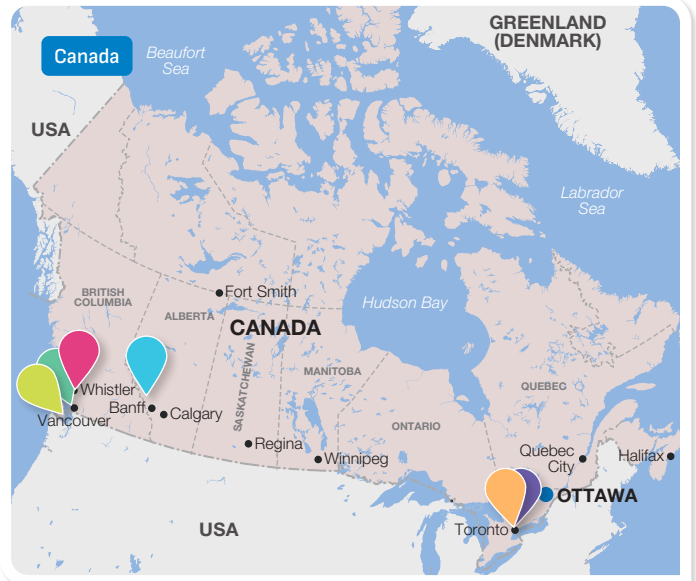 GREENLAND
(DENMARK)
Canada
Beaufort
Sea
USA
Labrador
Sea
Fort Smith
BRITISH
COLUMBIA
ALBERTA
CANADA
Hudson Bay
SASKATCHEWAN
MANITOBA
QUEBEC
Whistler
Banff
Calgary
Vancouver
ONTARIO
Regina
Winnipeg
Quebec
City
Halifax
OTTAWA
Toronto
USA